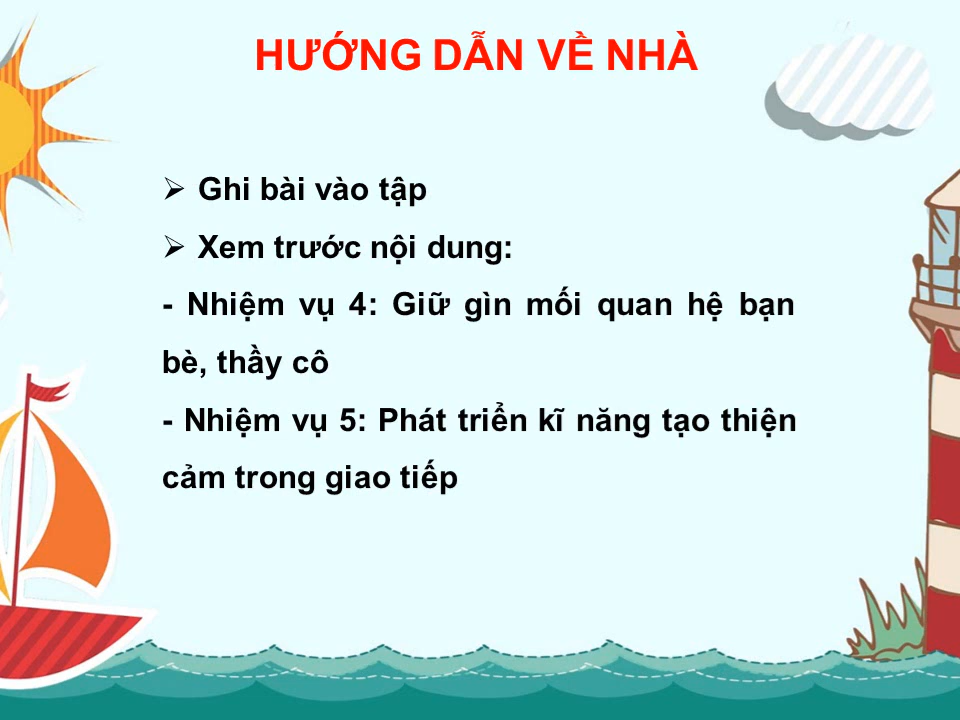 HƯỚNG DẪN VỀ NHÀ
➢ Ghi bài vào tập
➢ Xem trước nội dung:
- Nhiệm vụ 4: Giữ gìn mối quan hệ bạn
bè, thầy cô
- Nhiệm vụ 5: Phát triển kĩ năng tạo thiện
cảm trong giao tiếp